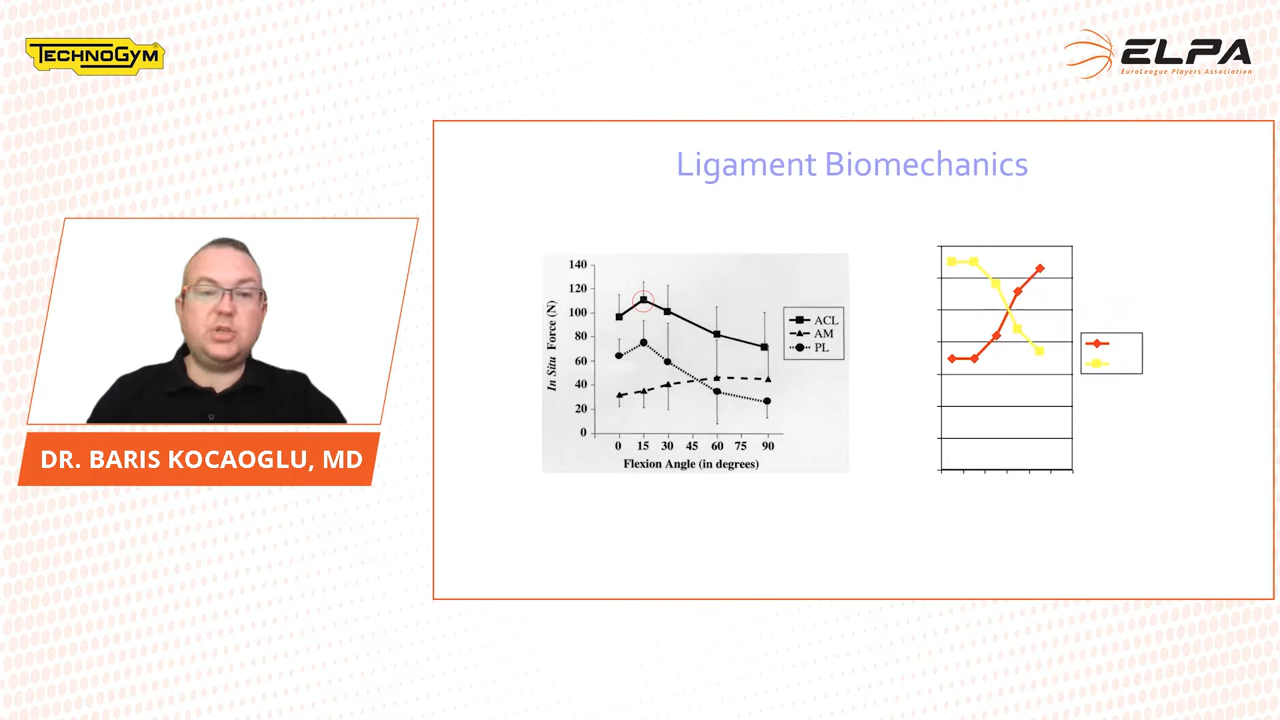 TECHNOGYM
ELPA
EuroLeague Players Association
Ligament Biomechanics
140
120
100
80
60
40
20
0
In Situ Force (N)
0 15 30 45 60 75 90
Flexion Angle (in degrees)
ACL
AM
PL
DR. BARIS KOCAOGLU, MD